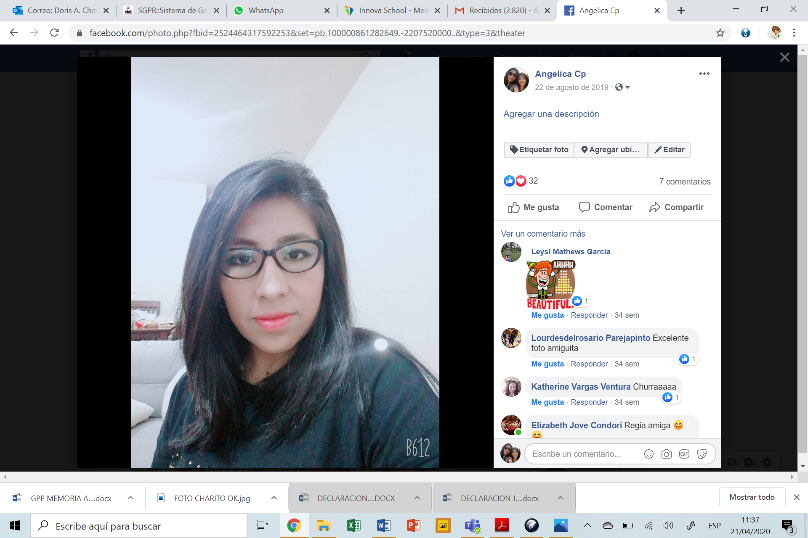 Correo: Doris A. Cho
SGPR::Sistema de Ge
WhatsApp
Innova School - Mem
Recibidos (2.820) - d
Angelica Cp
facebook.com/photo.php?fbid=2524464317592253&set=pb.100000861282649.-2207520000..&type=3&theater
Angelica Cp
22 de agosto de 2019
Agregar una descripción
Etiquetar foto
Agregar ubi...
Editar
32
7 comentarios
Me gusta
Comentar
Compartir
Ver un comentario más
Leysi Mathews Garcia
AHHHH
BEAUTIFUL.
1
Me gusta · Responder · 34 sem
Lourdesdelrosario Parejapinto Excelente
foto amiguita
1
Me gusta · Responder · 34 sem
Katherine Vargas Ventura Churraaaaa
1
Me gusta · Responder · 34 sem
Elizabeth Jove Condori Regia amiga
Escribe un comentario...
GIF
B612
GPP MEMORIA A....docx
FOTO CHARITO OK.jpg
DECLARACION....DOCX
DECLARACION J....docx
Mostrar todo
Escribe aquí para buscar
ESP
11:37
21/04/2020
3